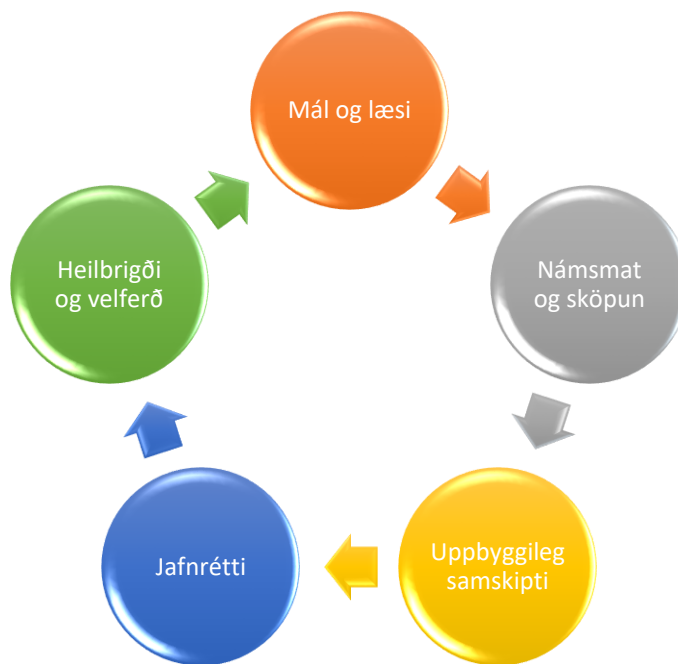 Mál og læsi
Námsmat
og sköpun
Uppbyggileg
samskipti
Jafnrétti
Heilbrigði
og velferð